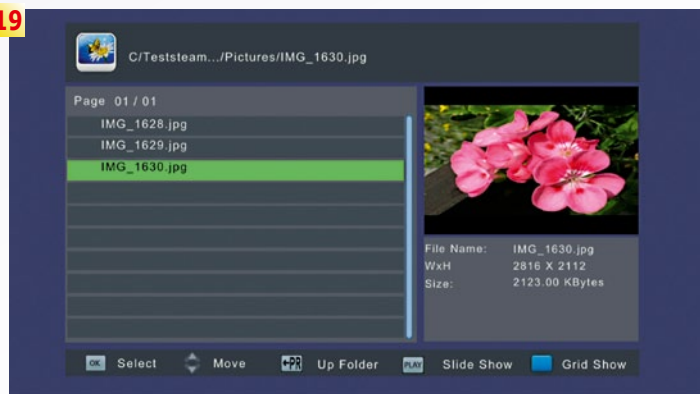 19
C/Teststeam.../Pictures/IMG_1630.jpg
Page 01 / 01
IMG_1628.jpg
IMG_1629.jpg
IMG_1630.jpg
File Name: IMG_1630.jpg
WxH 2816 X 2112
Size: 2123.00 KBytes
OK Select Move PR Up Folder PLAY Slide Show Grid Show